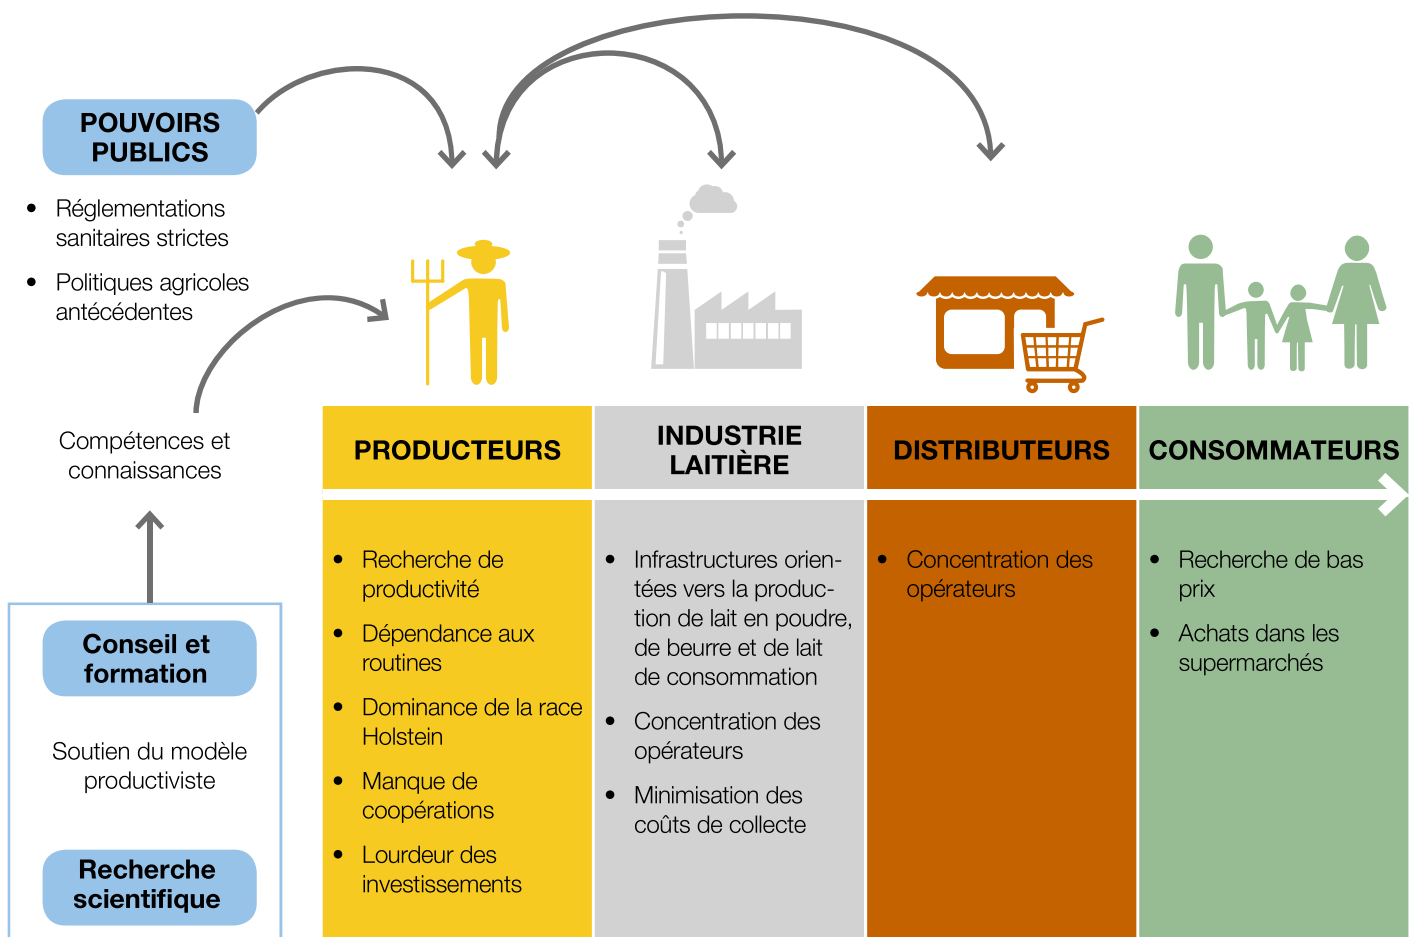 POUVOIRS
PUBLICS
• Réglementations
sanitaires strictes
• Politiques agricoles
antécédentes
Compétences et
connaissances
Conseil et
formation
Soutien du modèle
productiviste
Recherche
scientifique
PRODUCTEURS
• Recherche de
productivité
• Dépendance aux
routines
• Dominance de la race
Holstein
• Manque de
coopérations
• Lourdeur des
investissements
INDUSTRIE
LAITIÈRE
• Infrastructures orien-
tées vers la produc-
tion de lait en poudre,
de beurre et de lait
de consommation
• Concentration des
opérateurs
• Minimisation des
coûts de collecte
DISTRIBUTEURS
• Concentration des
opérateurs
CONSOMMATEURS
• Recherche de bas
prix
• Achats dans les
supermarchés